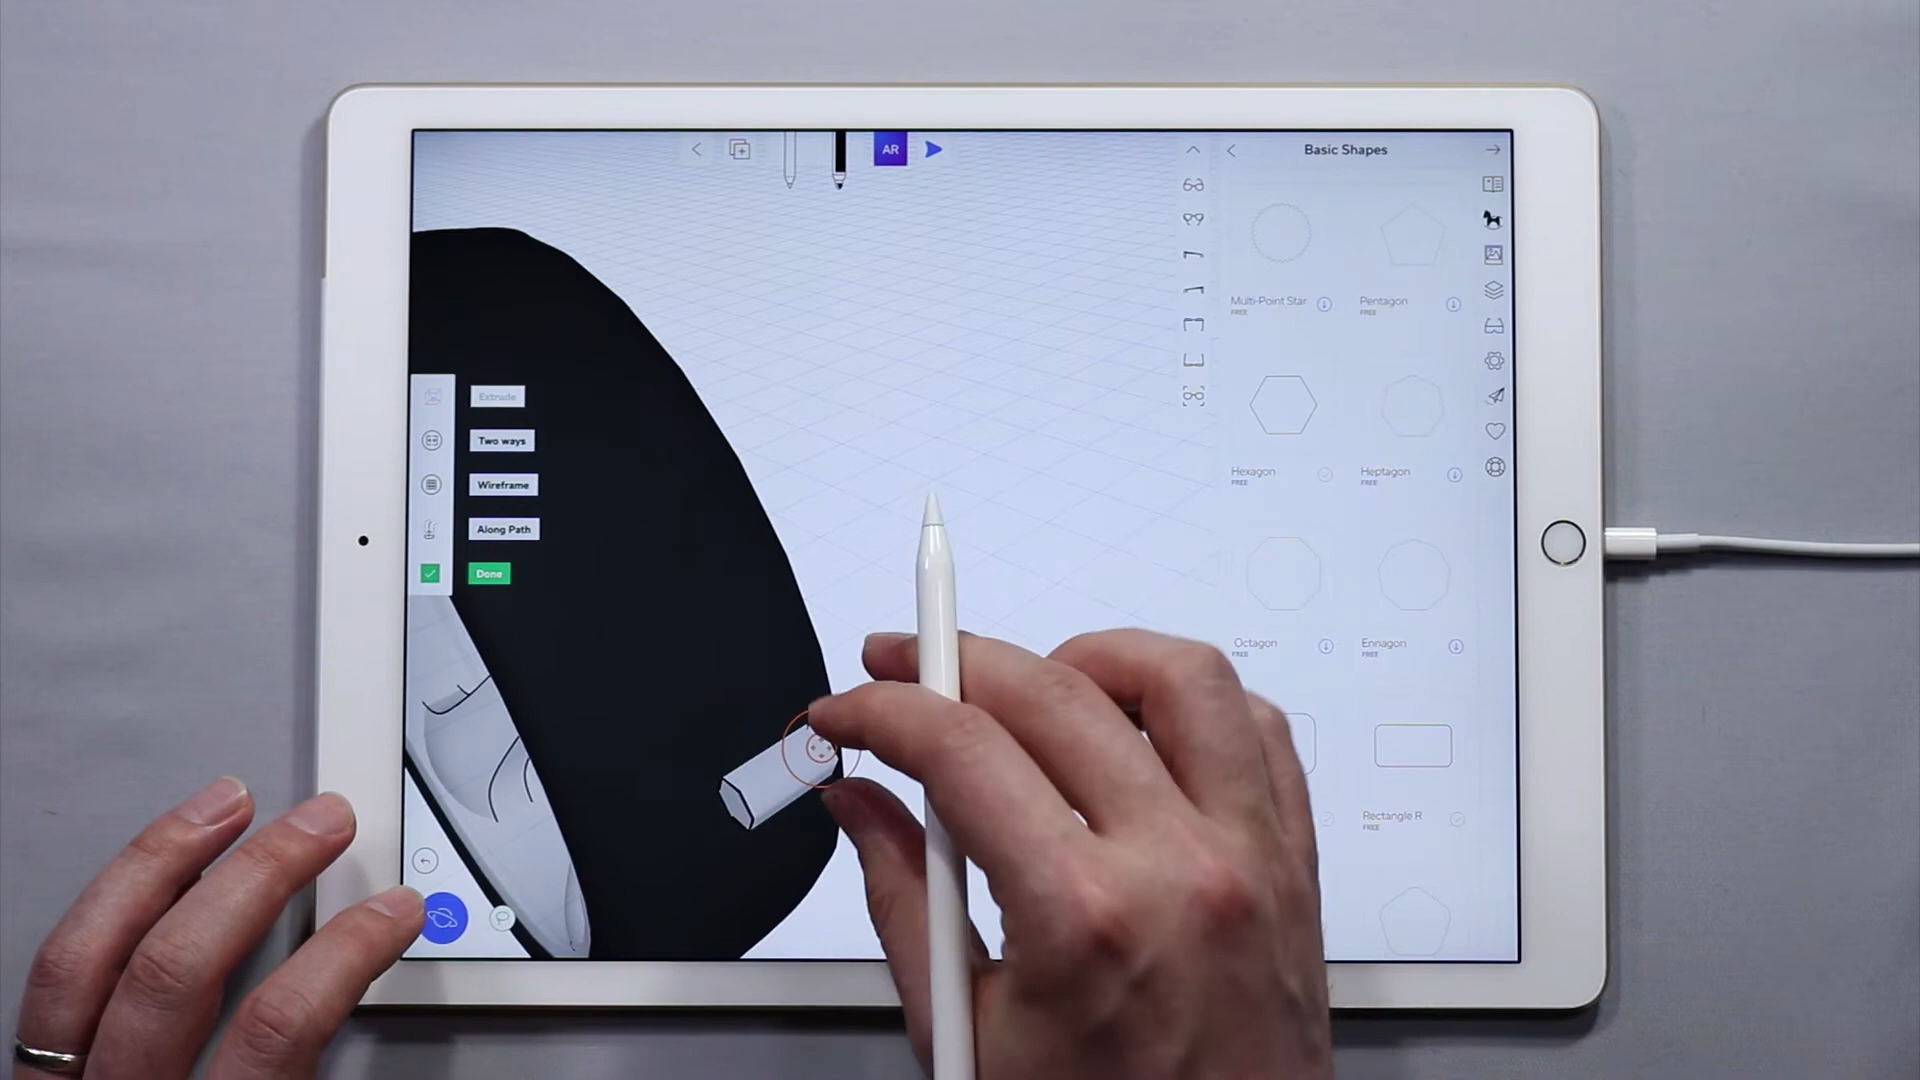 AR
Basic Shapes
Multi-Point Star
FREE
Pentagon
FREE
Extrude
Two ways
Wireframe
Along Path
Done
Hexagon
FREE
Heptagon
FREE
Octagon
FREE
Ennagon
FREE
Rectangle R
FREE